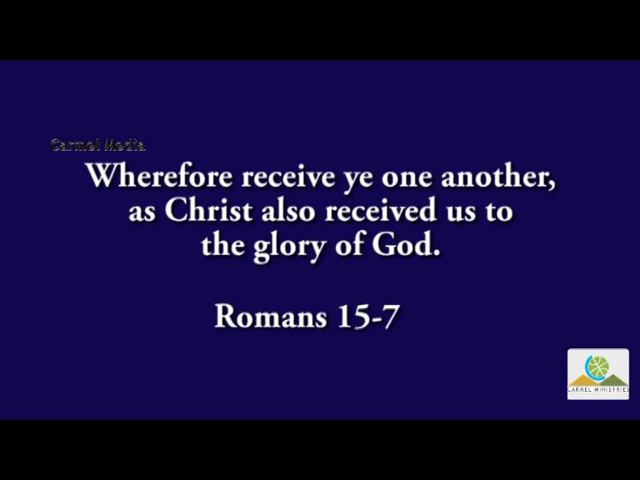 Carmel Media
Wherefore receive ye one another,
as Christ also received us to
the glory of God.
Romans 15-7
CARMEL MINISTRIES